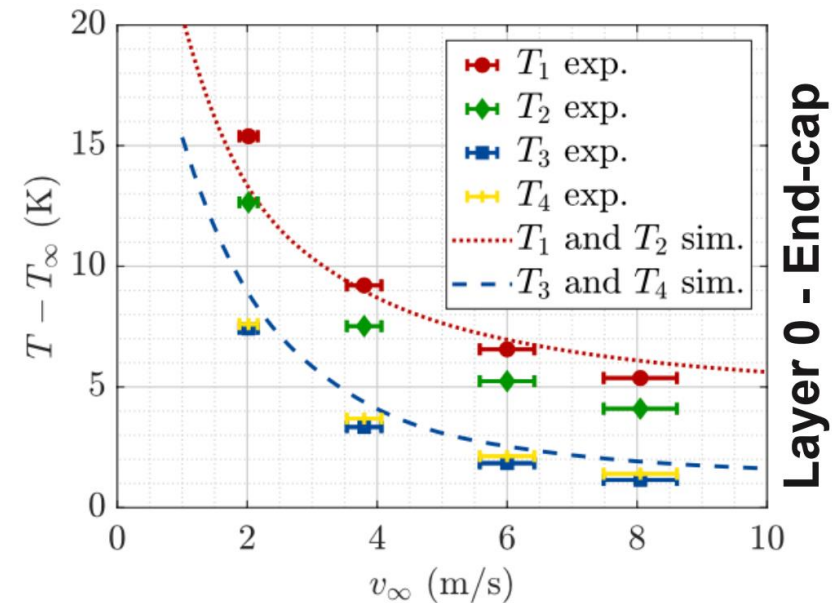 20
15
10
5
0
T − T∞ (K)
T₁ exp.
T₂ exp.
T₃ exp.
T₄ exp.
T₁ and T₂ sim.
T₃ and T₄ sim.
0 2 4 6 8 10
v∞ (m/s)
Layer 0 - End-cap